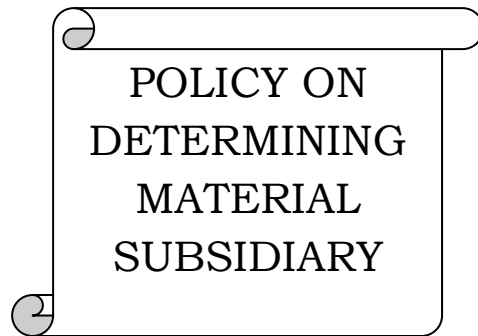 POLICY ON
DETERMINING
MATERIAL
SUBSIDIARY